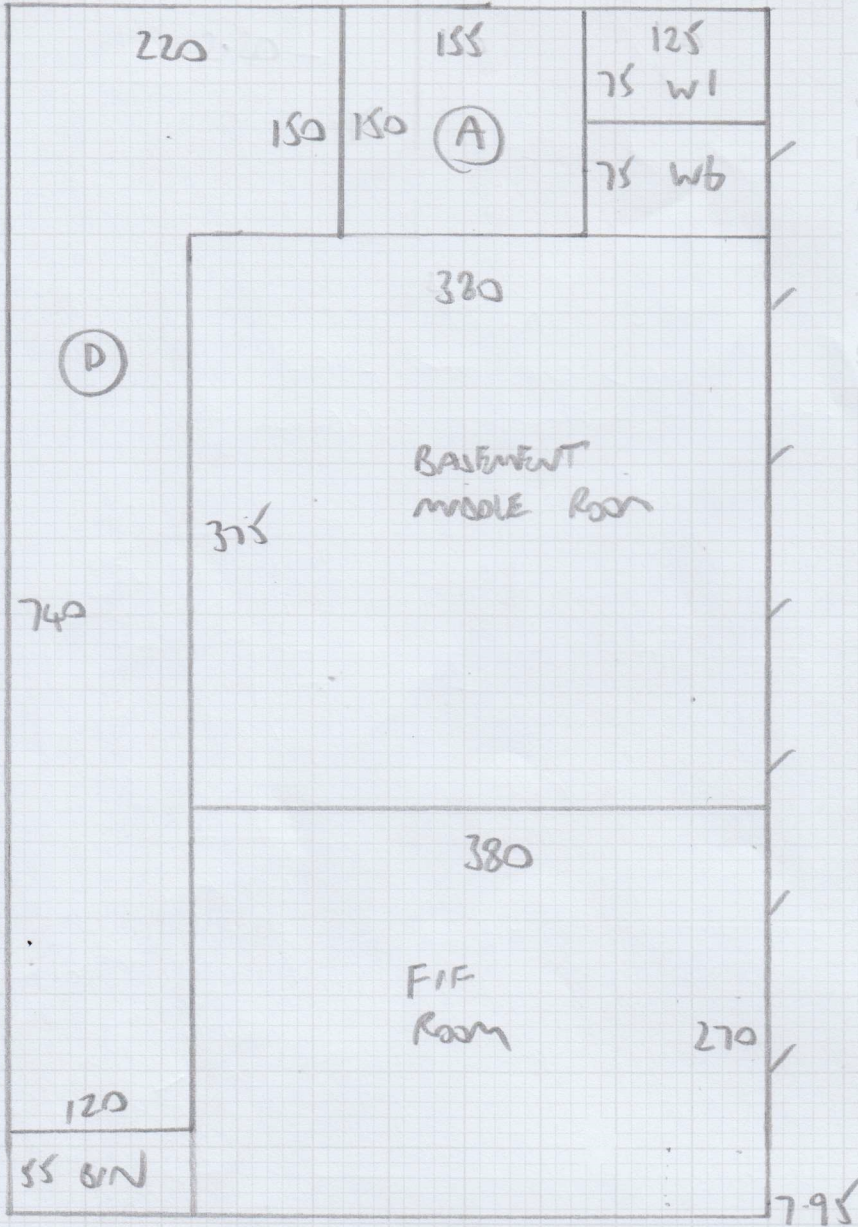 220
155
125
75 W1
150
150
A
75 W6
380
D
BASEMENT
MIDDLE ROOM
375
740
380
F/F
ROOM
270
120
55 BIN
7.95